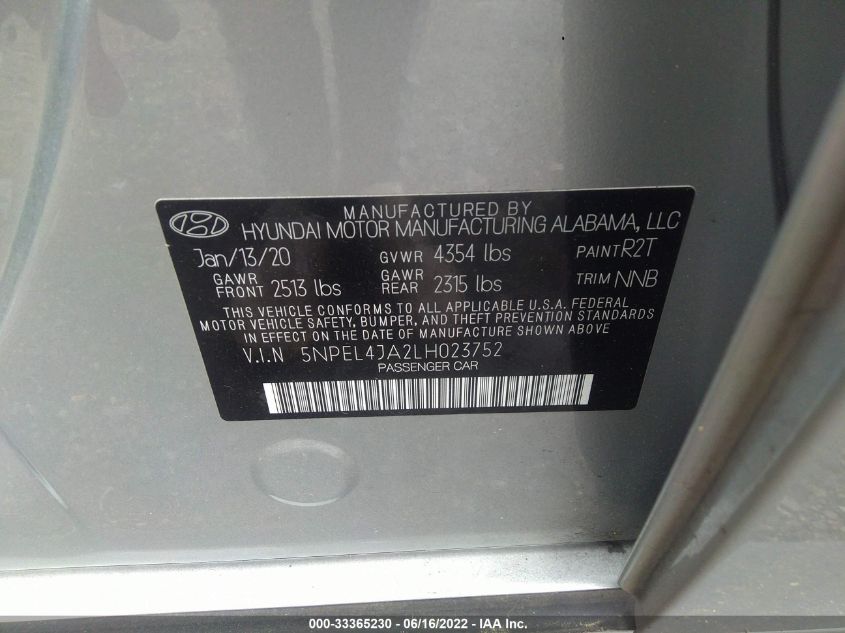 MANUFACTURED BY
HYUNDAI MOTOR MANUFACTURING ALABAMA, LLC
Jan/13/20 GVWR 4354 lbs PAINT R2T
GAWR FRONT 2513 lbs GAWR REAR 2315 lbs TRIM NNB
THIS VEHICLE CONFORMS TO ALL APPLICABLE U.S.A. FEDERAL
MOTOR VEHICLE SAFETY, BUMPER, AND THEFT PREVENTION STANDARDS
IN EFFECT ON THE DATE OF MANUFACTURE SHOWN ABOVE
V.I.N 5NPEL4JA2LH023752
PASSENGER CAR
000-33365230 - 06/16/2022 - IAA Inc.